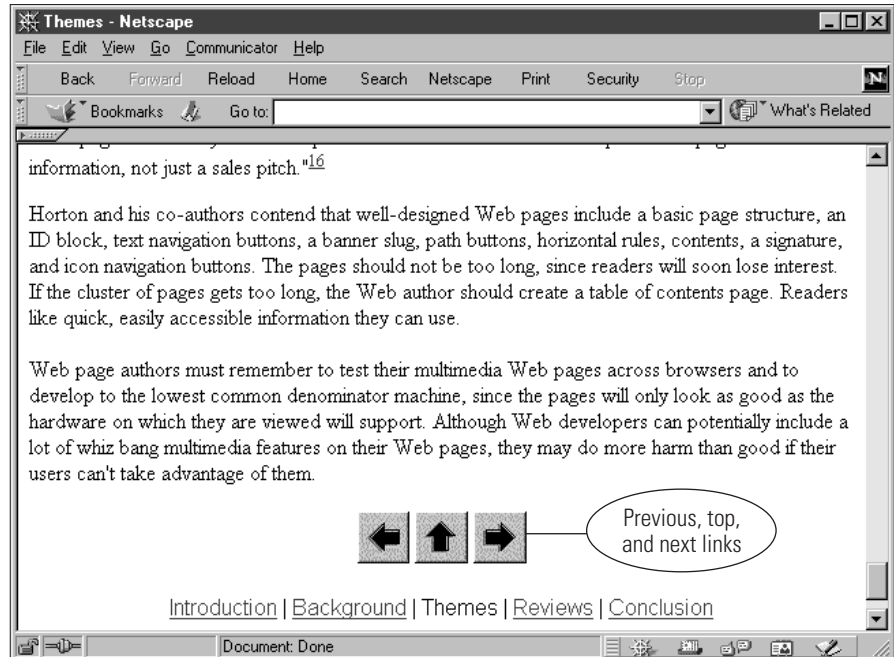 Themes - Netscape
File Edit View Go Communicator Help
Back Forward Reload Home Search Netscape Print Security Stop
N
Bookmarks Go to: What's Related
information, not just a sales pitch."16
Horton and his co-authors contend that well-designed Web pages include a basic page structure, an
ID block, text navigation buttons, a banner slug, path buttons, horizontal rules, contents, a signature,
and icon navigation buttons. The pages should not be too long, since readers will soon lose interest.
If the cluster of pages gets too long, the Web author should create a table of contents page. Readers
like quick, easily accessible information they can use.
Web page authors must remember to test their multimedia Web pages across browsers and to
develop to the lowest common denominator machine, since the pages will only look as good as the
hardware on which they are viewed will support. Although Web developers can potentially include a
lot of whiz bang multimedia features on their Web pages, they may do more harm than good if their
users can't take advantage of them.
Previous, top,
and next links
Introduction | Background | Themes | Reviews | Conclusion
Document: Done